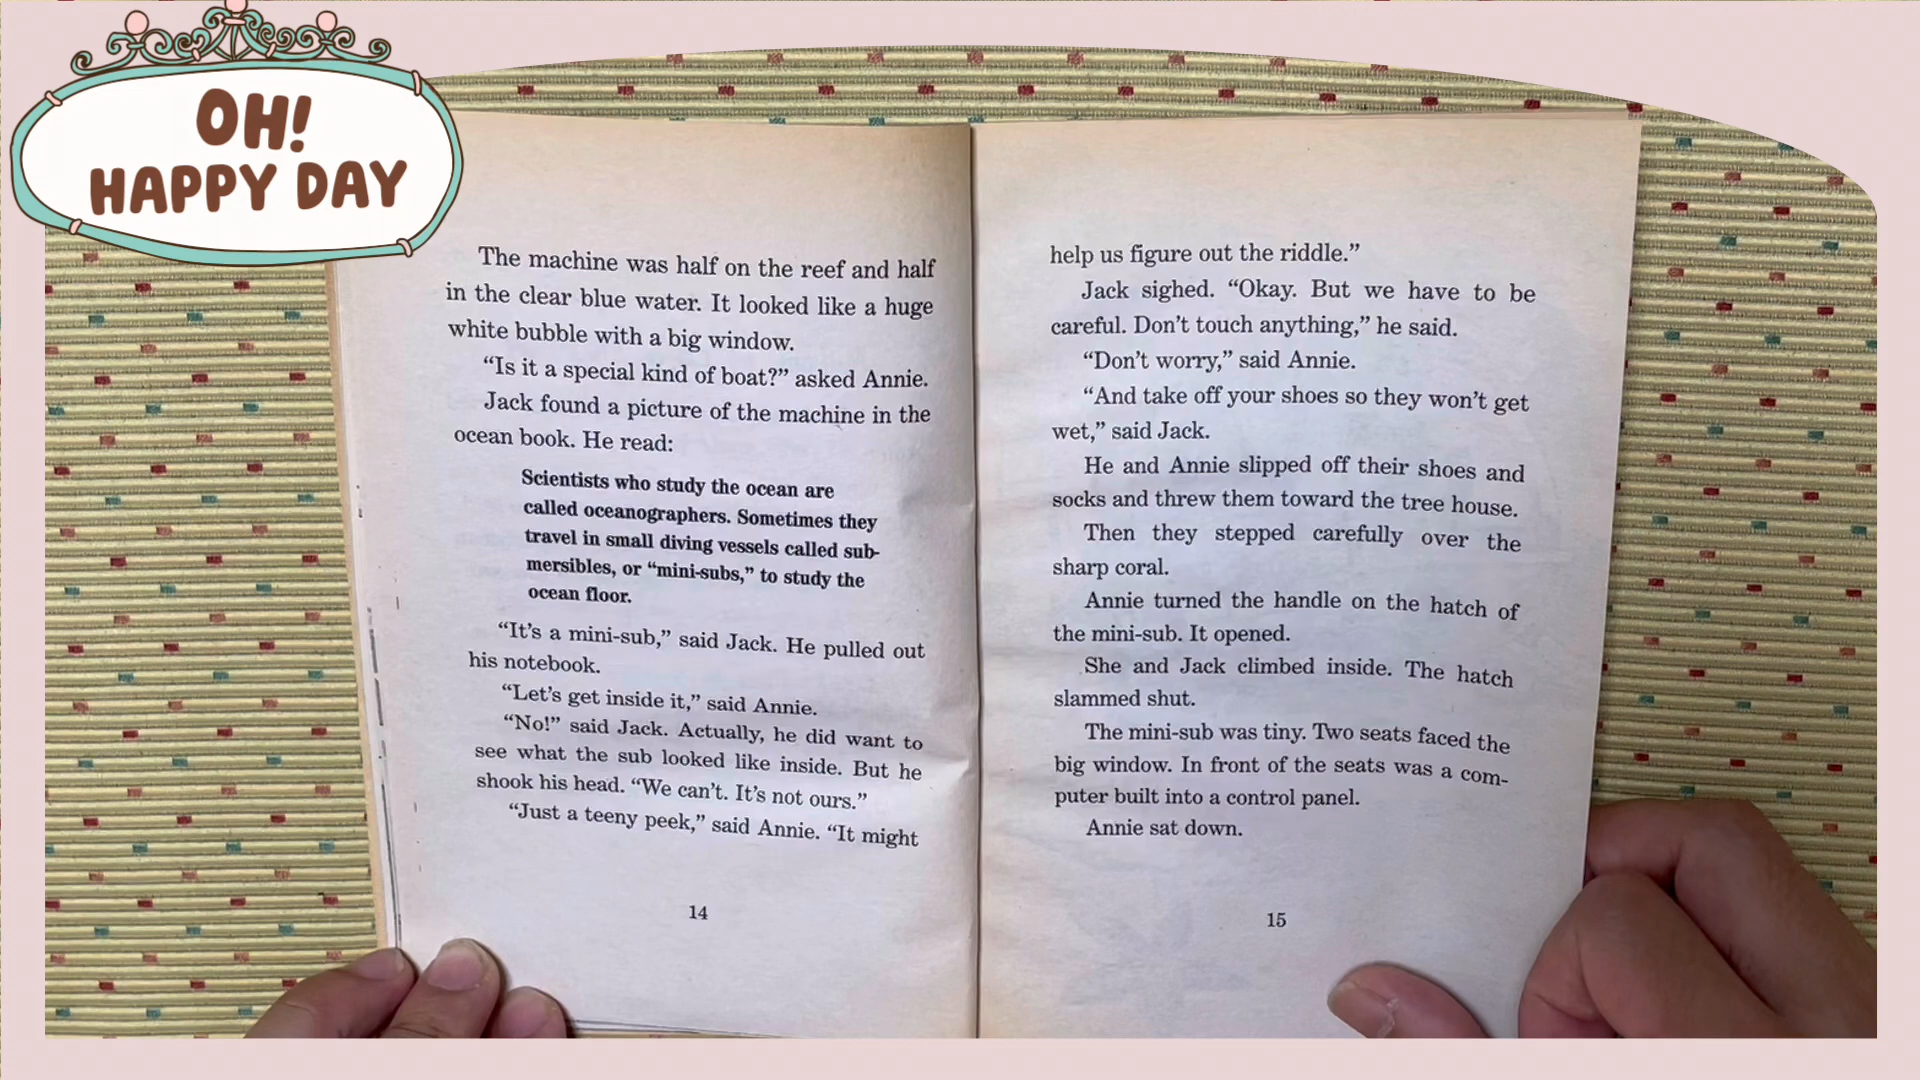 OH!
HAPPY DAY
The machine was half on the reef and half
in the clear blue water. It looked like a huge
white bubble with a big window.
“Is it a special kind of boat?” asked Annie.
Jack found a picture of the machine in the
ocean book. He read:
Scientists who study the ocean are
called oceanographers. Sometimes they
travel in small diving vessels called sub-
mersibles, or “mini-subs,” to study the
ocean floor.
“It’s a mini-sub,” said Jack. He pulled out
his notebook.
“Let’s get inside it,” said Annie.
“No!” said Jack. Actually, he did want to
see what the sub looked like inside. But he
shook his head. “We can’t. It’s not ours.”
“Just a teeny peek,” said Annie. “It might
14
help us figure out the riddle.”
Jack sighed. “Okay. But we have to be
careful. Don’t touch anything,” he said.
“Don’t worry,” said Annie.
“And take off your shoes so they won’t get
wet,” said Jack.
He and Annie slipped off their shoes and
socks and threw them toward the tree house.
Then they stepped carefully over the
sharp coral.
Annie turned the handle on the hatch of
the mini-sub. It opened.
She and Jack climbed inside. The hatch
slammed shut.
The mini-sub was tiny. Two seats faced the
big window. In front of the seats was a com-
puter built into a control panel.
Annie sat down.
15